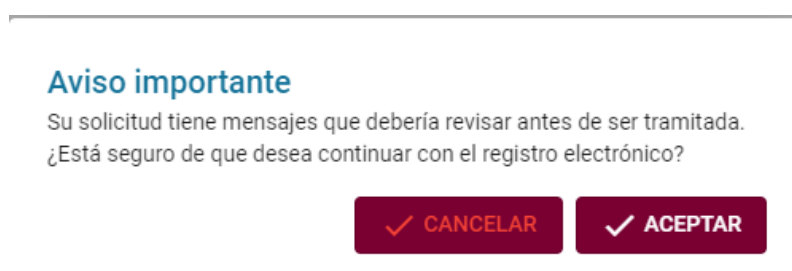 Aviso importante
Su solicitud tiene mensajes que debería revisar antes de ser tramitada.
¿Está seguro de que desea continuar con el registro electrónico?
CANCELAR ACEPTAR